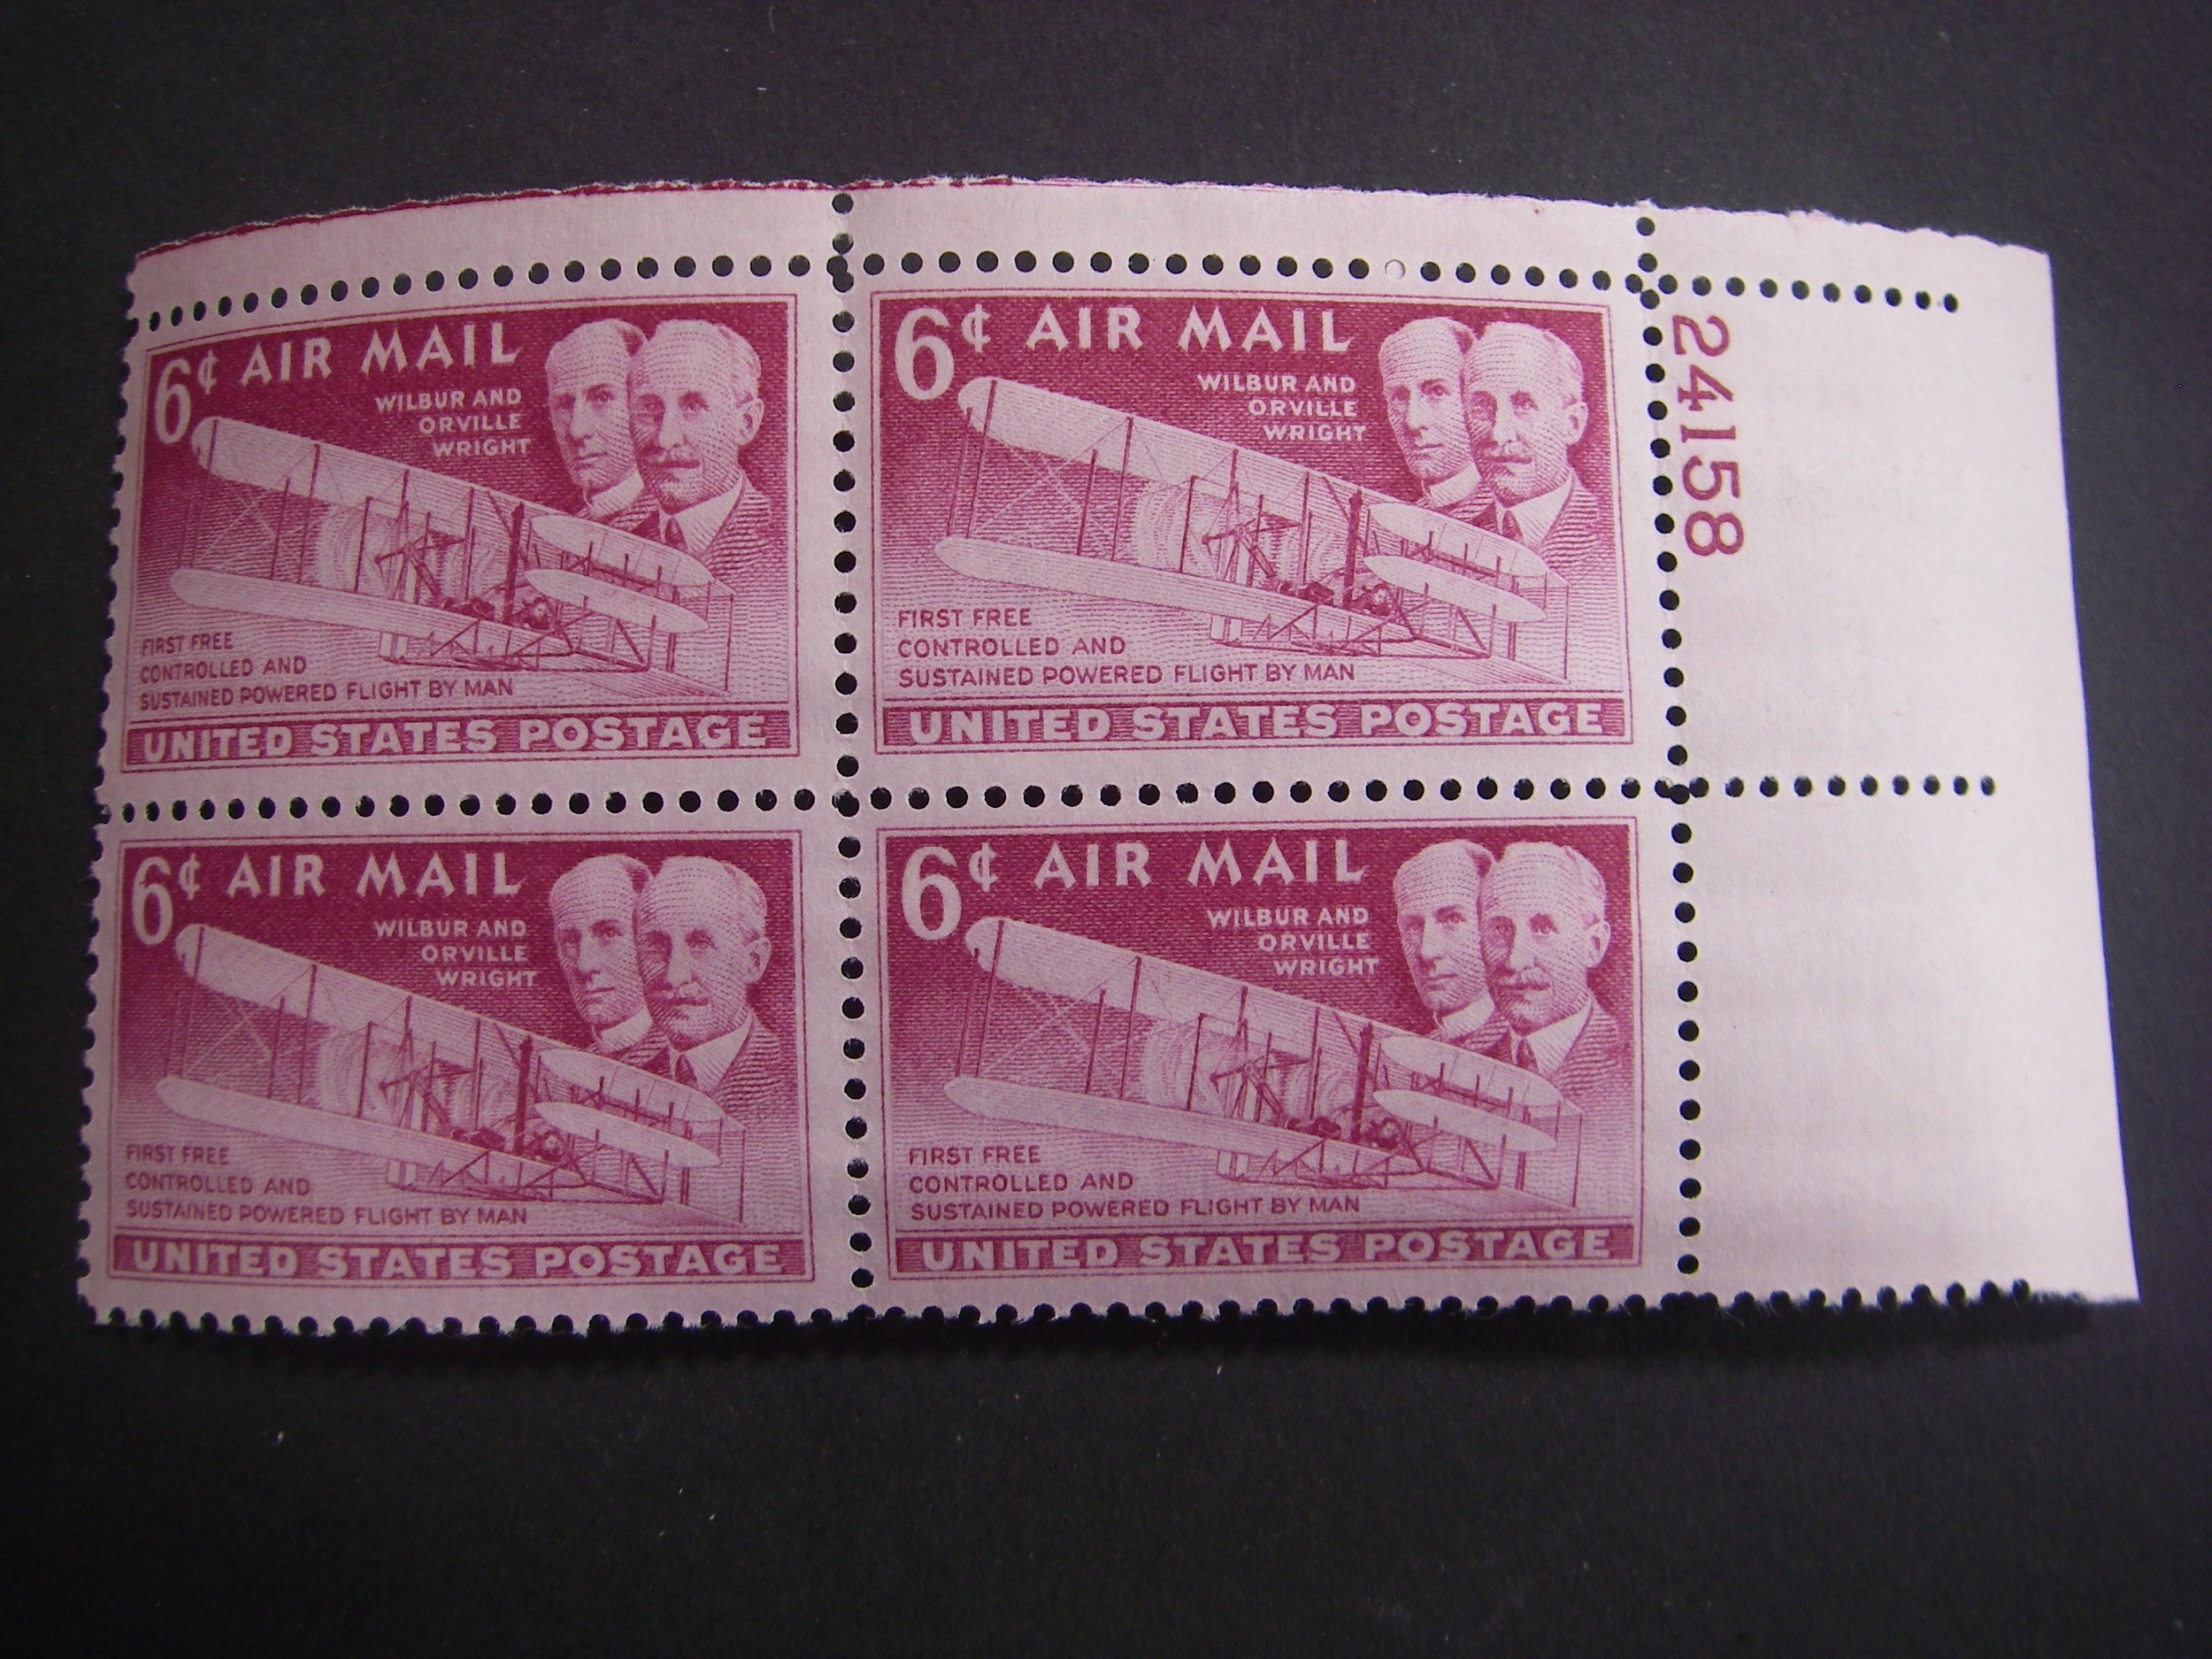 6¢ AIR MAIL
WILBUR AND
ORVILLE
WRIGHT
FIRST FREE
CONTROLLED AND
SUSTAINED POWERED FLIGHT BY MAN
UNITED STATES POSTAGE
6¢ AIR MAIL
WILBUR AND
ORVILLE
WRIGHT
FIRST FREE
CONTROLLED AND
SUSTAINED POWERED FLIGHT BY MAN
UNITED STATES POSTAGE
24158
6¢ AIR MAIL
WILBUR AND
ORVILLE
WRIGHT
FIRST FREE
CONTROLLED AND
SUSTAINED POWERED FLIGHT BY MAN
UNITED STATES POSTAGE
6¢ AIR MAIL
WILBUR AND
ORVILLE
WRIGHT
FIRST FREE
CONTROLLED AND
SUSTAINED POWERED FLIGHT BY MAN
UNITED STATES POSTAGE